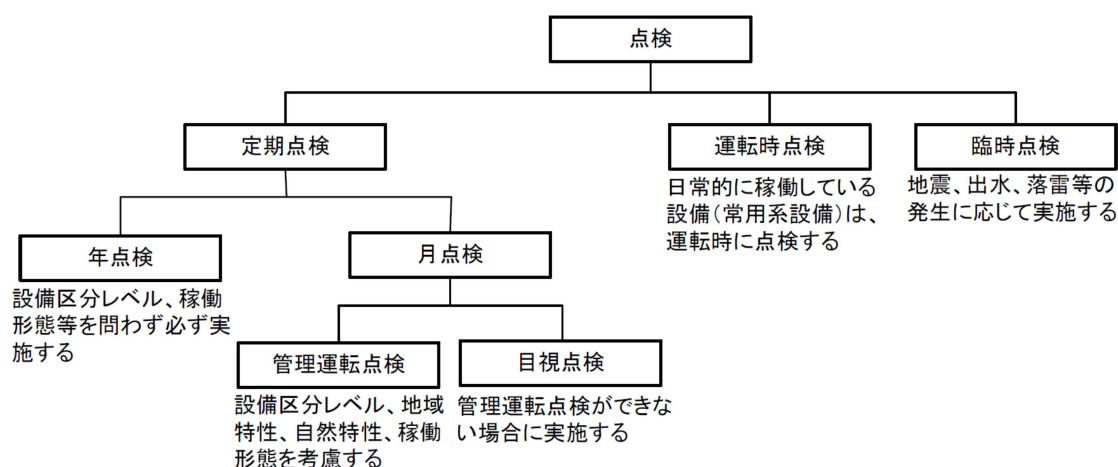 点検
定期点検
運転時点検
臨時点検
日常的に稼働している
設備(常用系設備)は、
運転時に点検する
地震、出水、落雷等の
発生に応じて実施する
年点検
月点検
設備区分レベル、稼働
形態等を問わず必ず実
施する
管理運転点検
目視点検
設備区分レベル、地域
特性、自然特性、稼働
形態を考慮する
管理運転点検ができな
い場合に実施する